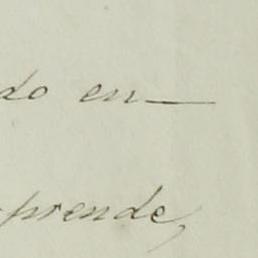 do en—
prende,